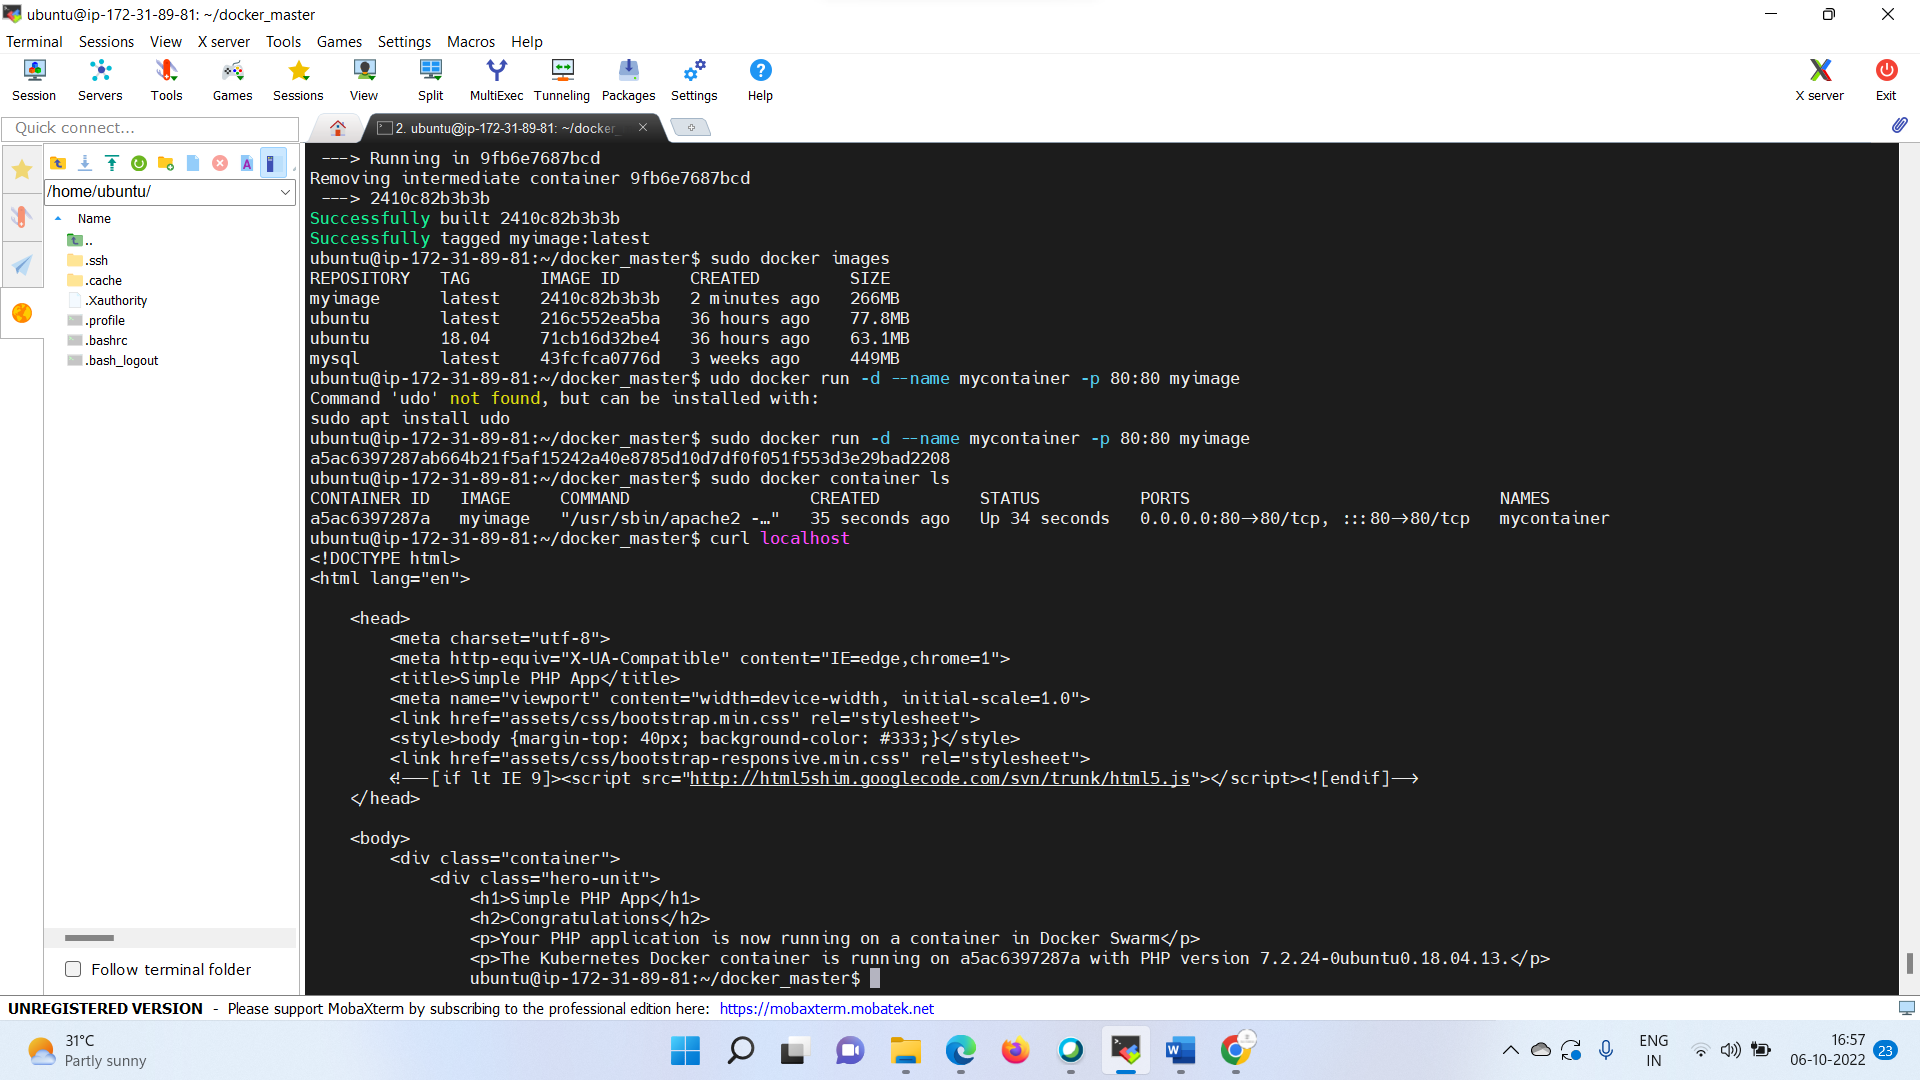 ubuntu@ip-172-31-89-81: ~/docker_master
Terminal Sessions View X server Tools Games Settings Macros Help
Session Servers Tools Games Sessions View Split MultiExec Tunneling Packages Settings Help X server Exit
Quick connect...
2. ubuntu@ip-172-31-89-81: ~/docker
/home/ubuntu/
Name
..
.ssh
.cache
.Xauthority
.profile
.bashrc
.bash_logout
Follow terminal folder
---> Running in 9fb6e7687bcd
Removing intermediate container 9fb6e7687bcd
---> 2410c82b3b3b
Successfully built 2410c82b3b3b
Successfully tagged myimage:latest
ubuntu@ip-172-31-89-81:~/docker_master$ sudo docker images
REPOSITORY TAG IMAGE ID CREATED SIZE
myimage latest 2410c82b3b3b 2 minutes ago 266MB
ubuntu latest 216c552ea5ba 36 hours ago 77.8MB
ubuntu 18.04 71cb16d32be4 36 hours ago 63.1MB
mysql latest 43fcfca0776d 3 weeks ago 449MB
ubuntu@ip-172-31-89-81:~/docker_master$ udo docker run -d --name mycontainer -p 80:80 myimage
Command 'udo' not found, but can be installed with:
sudo apt install udo
ubuntu@ip-172-31-89-81:~/docker_master$ sudo docker run -d --name mycontainer -p 80:80 myimage
a5ac6397287ab664b21f5af15242a40e8785d10d7df0f051f553d3e29bad2208
ubuntu@ip-172-31-89-81:~/docker_master$ sudo docker container ls
CONTAINER ID IMAGE COMMAND CREATED STATUS PORTS NAMES
a5ac6397287a myimage "/usr/sbin/apache2 -…" 35 seconds ago Up 34 seconds 0.0.0.0:80->80/tcp, :::80->80/tcp mycontainer
ubuntu@ip-172-31-89-81:~/docker_master$ curl localhost
<!DOCTYPE html>
<html lang="en">
<head>
<meta charset="utf-8">
<meta http-equiv="X-UA-Compatible" content="IE=edge,chrome=1">
<title>Simple PHP App</title>
<meta name="viewport" content="width=device-width, initial-scale=1.0">
<link href="assets/css/bootstrap.min.css" rel="stylesheet">
<style>body {margin-top: 40px; background-color: #333;}</style>
<link href="assets/css/bootstrap-responsive.min.css" rel="stylesheet">
<!--[if lt IE 9]><script src="http://html5shim.googlecode.com/svn/trunk/html5.js"></script><![endif]-->
</head>
<body>
<div class="container">
<div class="hero-unit">
<h1>Simple PHP App</h1>
<h2>Congratulations</h2>
<p>Your PHP application is now running on a container in Docker Swarm</p>
<p>The Kubernetes Docker container is running on a5ac6397287a with PHP version 7.2.24-0ubuntu0.18.04.13.</p>
ubuntu@ip-172-31-89-81:~/docker_master$
UNREGISTERED VERSION - Please support MobaXterm by subscribing to the professional edition here: https://mobaxterm.mobatek.net
31°C
Partly sunny
ENG
IN
16:57
06-10-2022
23